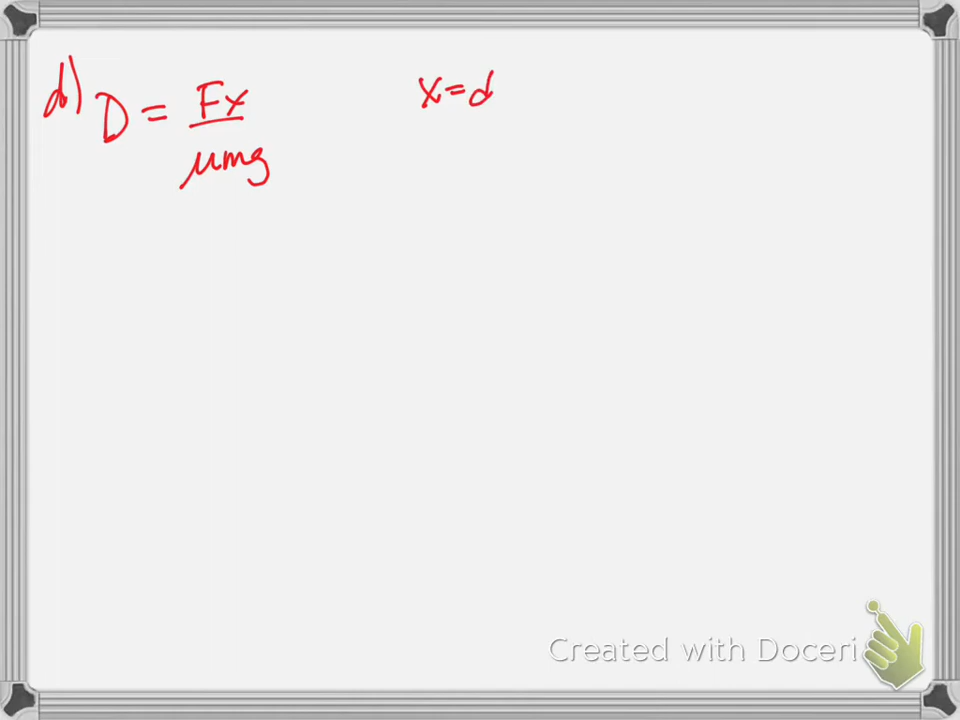 d) D = Fx / μmg
x = d
Created with Doceri